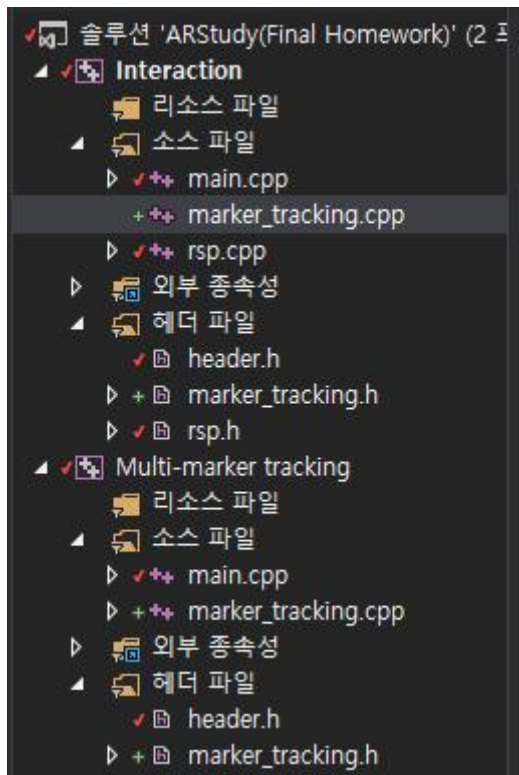 솔루션 'ARStudy(Final Homework)' (2
Interaction
리소스 파일
소스 파일
main.cpp
marker_tracking.cpp
rsp.cpp
외부 종속성
헤더 파일
header.h
marker_tracking.h
rsp.h
Multi-marker tracking
리소스 파일
소스 파일
main.cpp
marker_tracking.cpp
외부 종속성
헤더 파일
header.h
marker_tracking.h